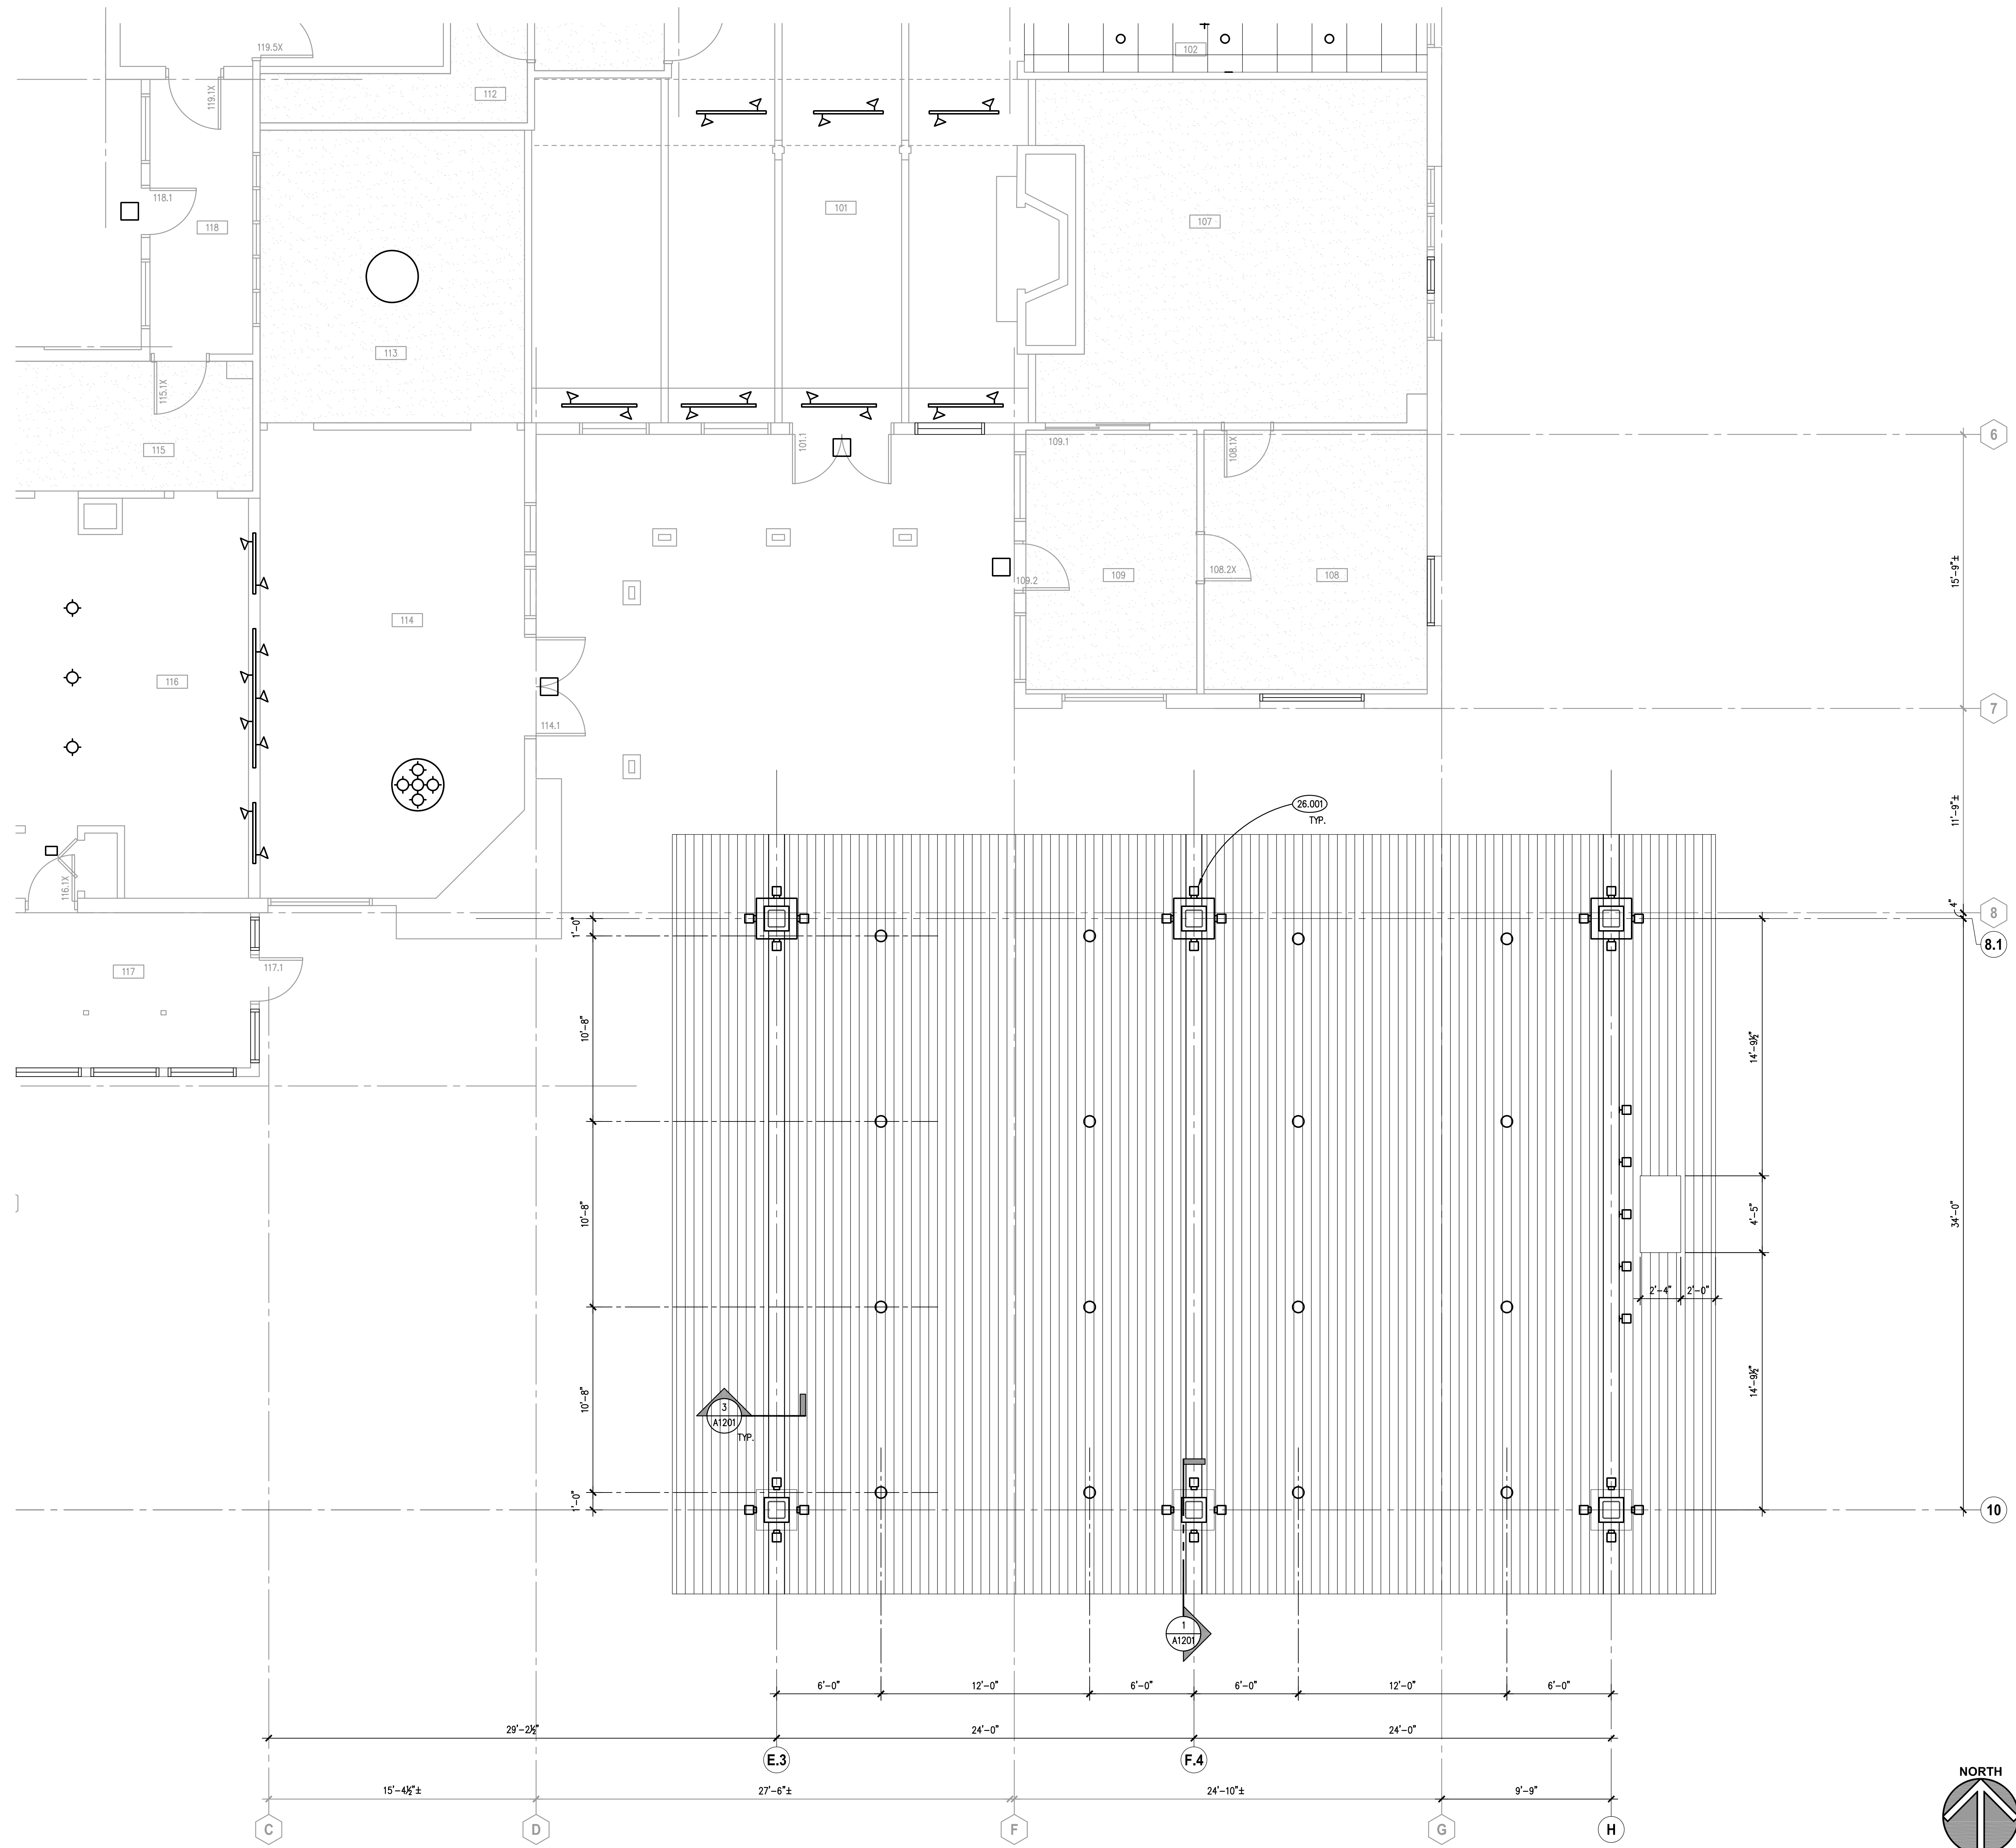 119.5X
102
119.1X
112
118.1
118
101
107
113
115.1X
115
101.1
109.1
108.1X
6
109.2
109
108.2X
108
15'-9"±
114
116
114.1
7
26.001
TYP.
11'-9"±
116.1X
4"
8
8.1
1'-0"
117
117.1
10'-8"
14'-9½"
10'-8"
4'-5"
34'-0"
2'-4"
2'-0"
10'-8"
14'-9½"
3
A1201
TYP.
1'-0"
10
1
A1201
6'-0"
12'-0"
6'-0"
6'-0"
12'-0"
6'-0"
29'-2½"
24'-0"
24'-0"
E.3
F.4
NORTH
15'-4½"±
27'-6"±
24'-10"±
9'-9"
C
D
F
G
H